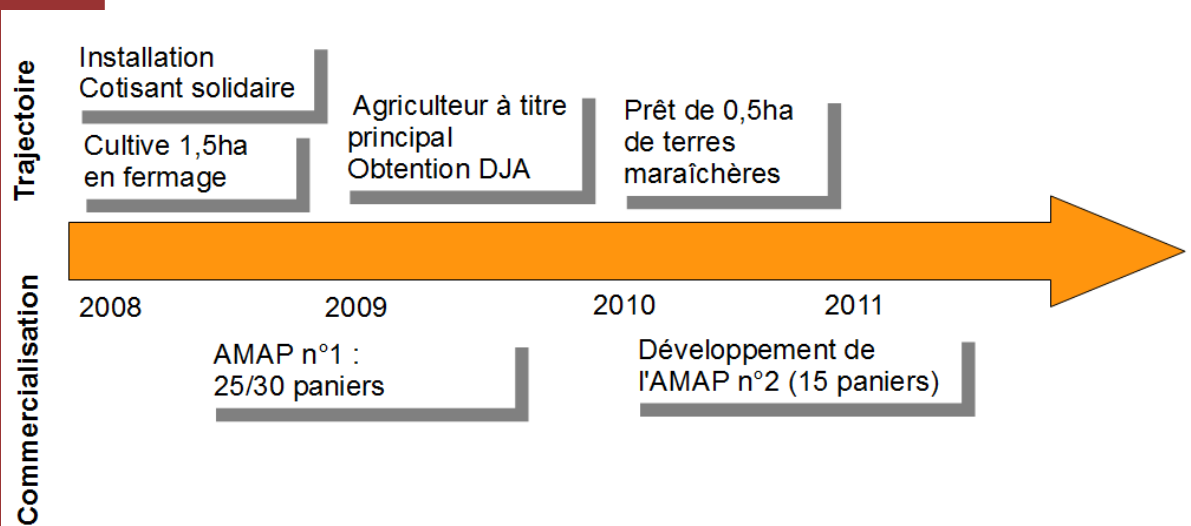 Trajectoire
Installation
Cotisant solidaire
Cultive 1,5ha
en fermage
Agriculteur à titre
principal
Obtention DJA
Prêt de 0,5ha
de terres
maraîchères
2008
2009
2010
2011
Commercialisation
AMAP n°1 :
25/30 paniers
Développement de
l'AMAP n°2 (15 paniers)